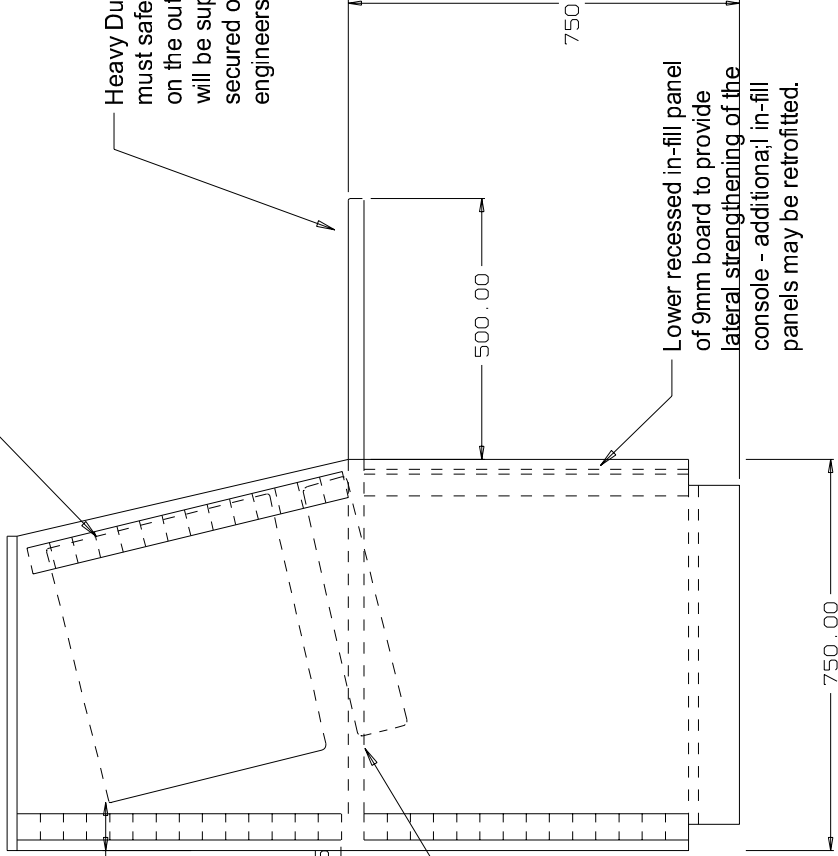 Heavy Du
must safe
on the out
will be sup
secured o
engineers
750
Lower recessed in-fill panel
of 9mm board to provide
lateral strengthening of the
console - additiona;l in-fill
panels may be retrofitted.
500.00
750.00